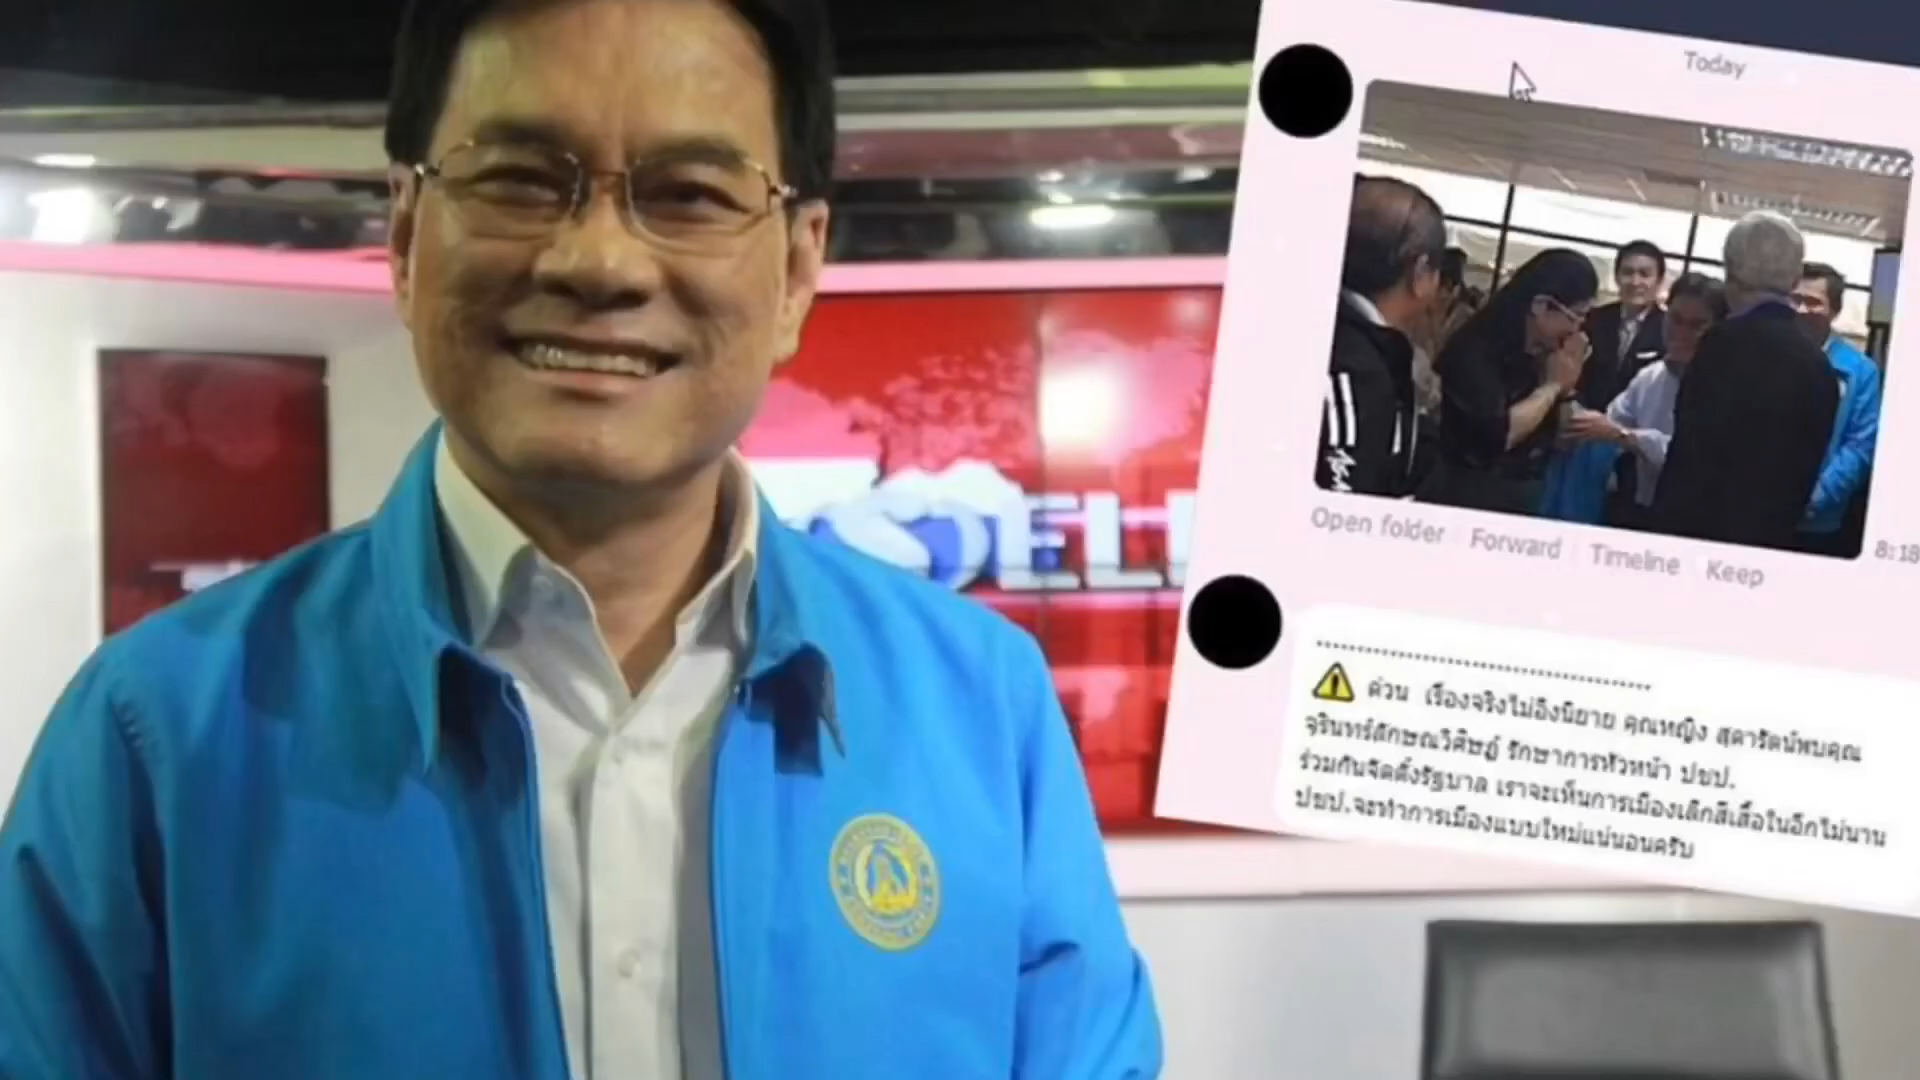 Today
ELE
Open folder Forward Timeline Keep
8:18
ด่วน เรื่องจริงไม่อิงนิยาย คุณหญิง สุดารัตน์พบคุณ
จุรินทร์ลักษณวิศิษฏ์ รักษาการหัวหน้า ปชป.
ร่วมกันจัดตั้งรัฐบาล เราจะเห็นการเมืองเลิกสีเสื้อในอีกไม่นาน
ปชป.จะทำการเมืองแบบใหม่แน่นอนครับ